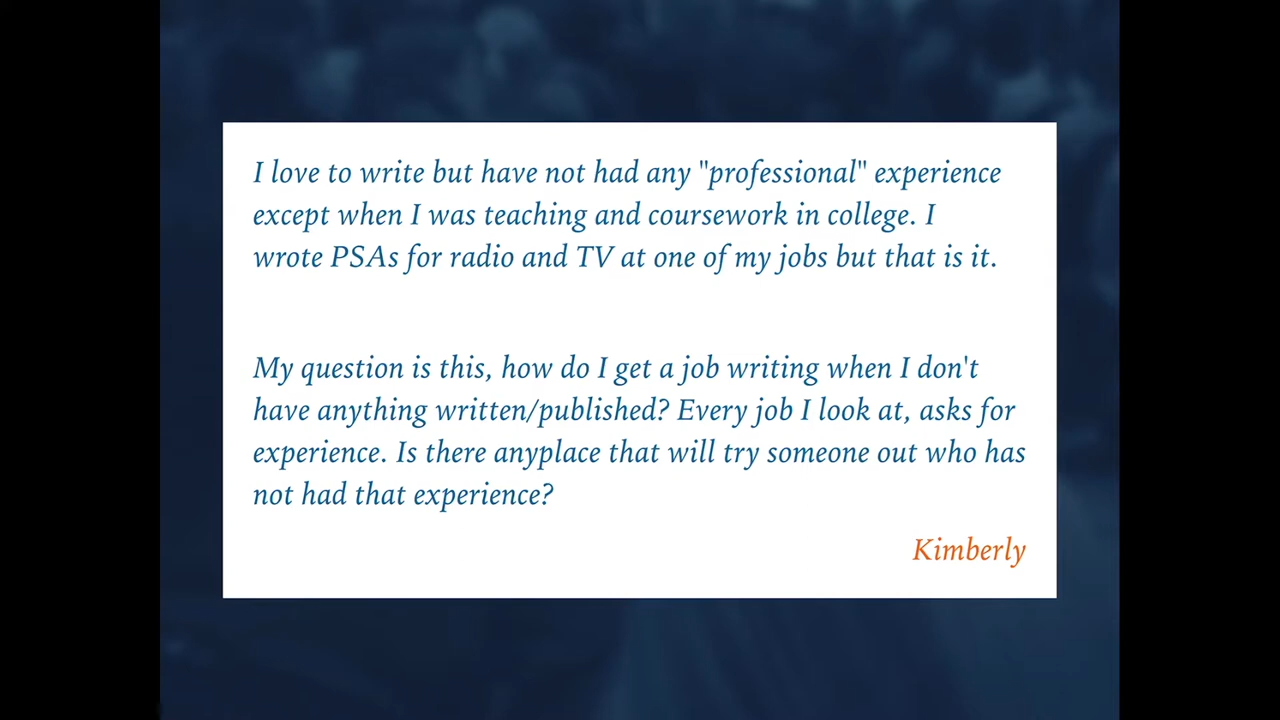 I love to write but have not had any "professional" experience
except when I was teaching and coursework in college. I
wrote PSAs for radio and TV at one of my jobs but that is it.
My question is this, how do I get a job writing when I don't
have anything written/published? Every job I look at, asks for
experience. Is there anyplace that will try someone out who has
not had that experience?
Kimberly